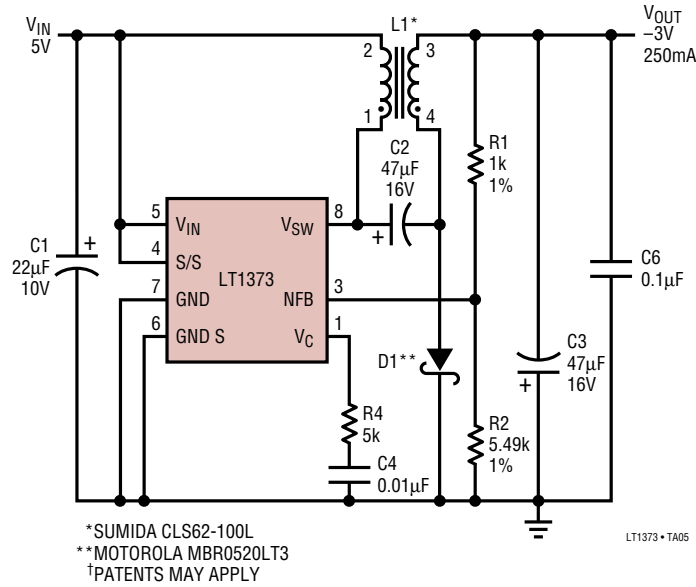 VIN
5V
L1*
VOUT
–3V
250mA
2
3
1
4
C2
47µF
16V
R1
1k
1%
C1
22µF
10V
+
5
VIN
VSW
8
+
4
S/S
LT1373
7
GND
NFB
3
6
GND S
VC
1
C6
0.1µF
D1**
C3
47µF
16V
+
R4
5k
R2
5.49k
1%
C4
0.01µF
*SUMIDA CLS62-100L
**MOTOROLA MBR0520LT3
†PATENTS MAY APPLY
LT1373 • TA05